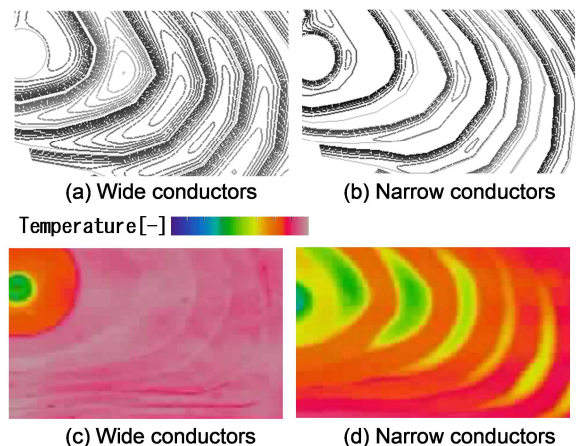 (a) Wide conductors
(b) Narrow conductors
Temperature[-]
(c) Wide conductors
(d) Narrow conductors